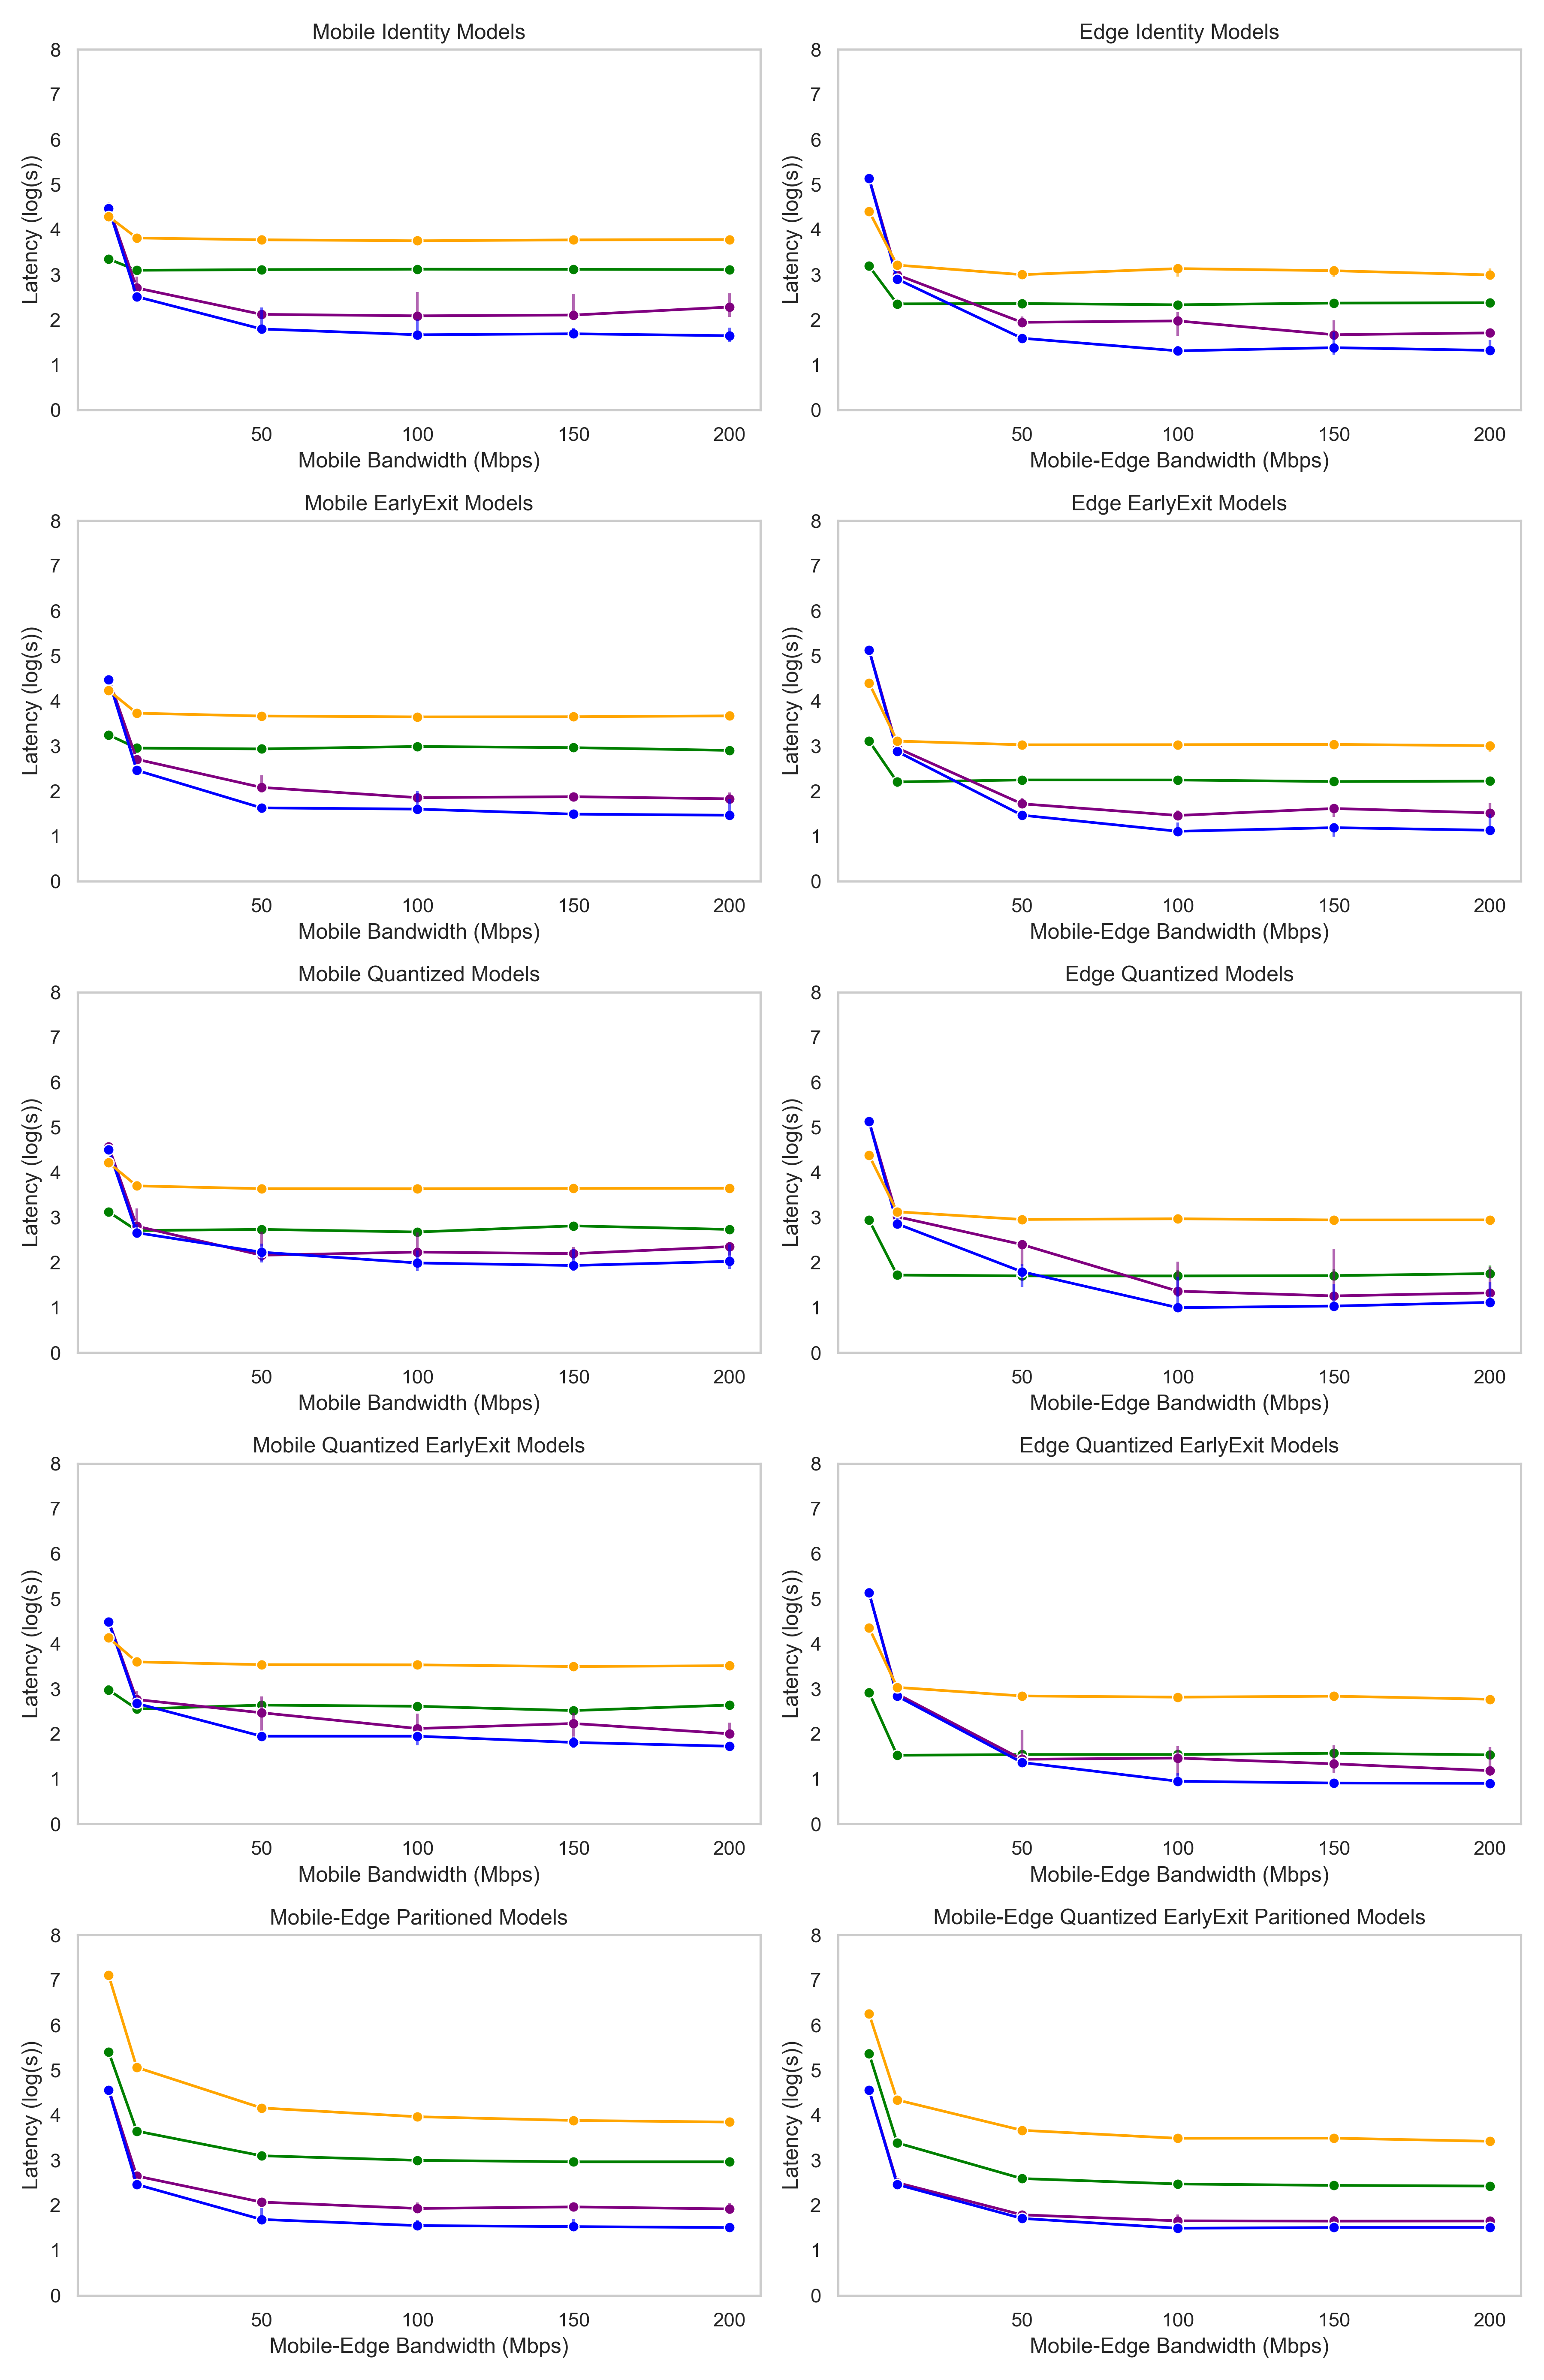 Mobile Identity Models
Latency (log(s))
8
7
6
5
4
3
2
1
0
50 100 150 200
Mobile Bandwidth (Mbps)
Edge Identity Models
Latency (log(s))
8
7
6
5
4
3
2
1
0
50 100 150 200
Mobile-Edge Bandwidth (Mbps)
Mobile EarlyExit Models
Latency (log(s))
8
7
6
5
4
3
2
1
0
50 100 150 200
Mobile Bandwidth (Mbps)
Edge EarlyExit Models
Latency (log(s))
8
7
6
5
4
3
2
1
0
50 100 150 200
Mobile-Edge Bandwidth (Mbps)
Mobile Quantized Models
Latency (log(s))
8
7
6
5
4
3
2
1
0
50 100 150 200
Mobile Bandwidth (Mbps)
Edge Quantized Models
Latency (log(s))
8
7
6
5
4
3
2
1
0
50 100 150 200
Mobile-Edge Bandwidth (Mbps)
Mobile Quantized EarlyExit Models
Latency (log(s))
8
7
6
5
4
3
2
1
0
50 100 150 200
Mobile Bandwidth (Mbps)
Edge Quantized EarlyExit Models
Latency (log(s))
8
7
6
5
4
3
2
1
0
50 100 150 200
Mobile-Edge Bandwidth (Mbps)
Mobile-Edge Paritioned Models
Latency (log(s))
8
7
6
5
4
3
2
1
0
50 100 150 200
Mobile-Edge Bandwidth (Mbps)
Mobile-Edge Quantized EarlyExit Paritioned Models
Latency (log(s))
8
7
6
5
4
3
2
1
0
50 100 150 200
Mobile-Edge Bandwidth (Mbps)